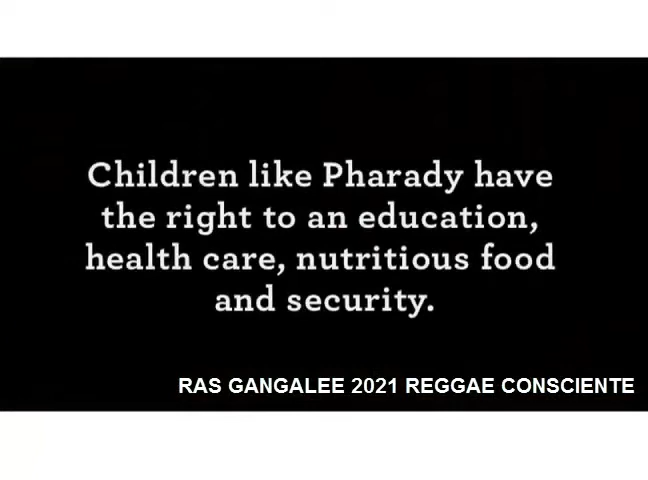 Children like Pharady have
the right to an education,
health care, nutritious food
and security.
RAS GANGALEE 2021 REGGAE CONSCIENTE